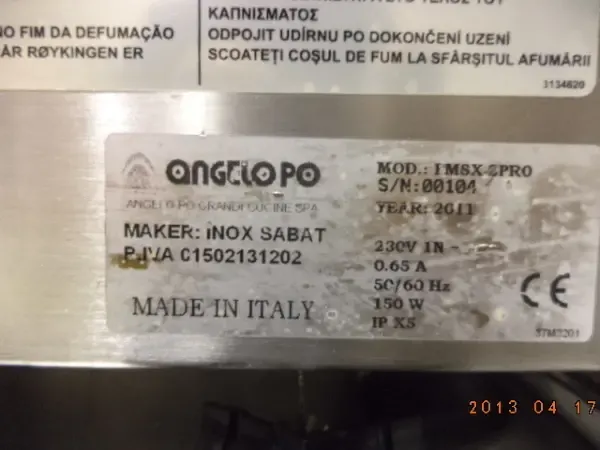 NO FIM DA DEFUMAÇÃO
ÅR RØYKINGEN ER
ΚΑΠΝΙΣΜΑΤΟΣ
ODPOJIT UDÍRNU PO DOKONČENÍ UZENÍ
SCOATEȚI COȘUL DE FUM LA SFÂRȘITUL AFUMĂRII
3134820
ANGELO PO
ANGELO PO GRANDI CUCINE SPA
MAKER: INOX SABAT
P.IVA 01502131202
MADE IN ITALY
MOD.:
S/N:00104
YEAR: 2011
230V 1N ~
0.65 A
50/60 Hz
150 W
IP X5
CE
2013 04 17